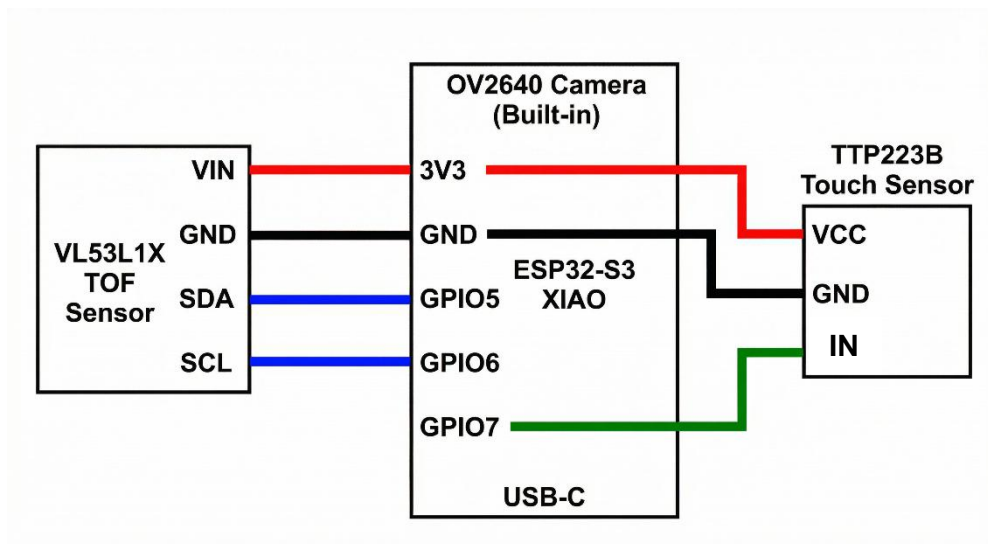 VL53L1X
TOF
Sensor
VIN
GND
SDA
SCL
OV2640 Camera
(Built-in)
3V3
GND
GPIO5
GPIO6
GPIO7
ESP32-S3
XIAO
USB-C
TTP223B
Touch Sensor
VCC
GND
IN